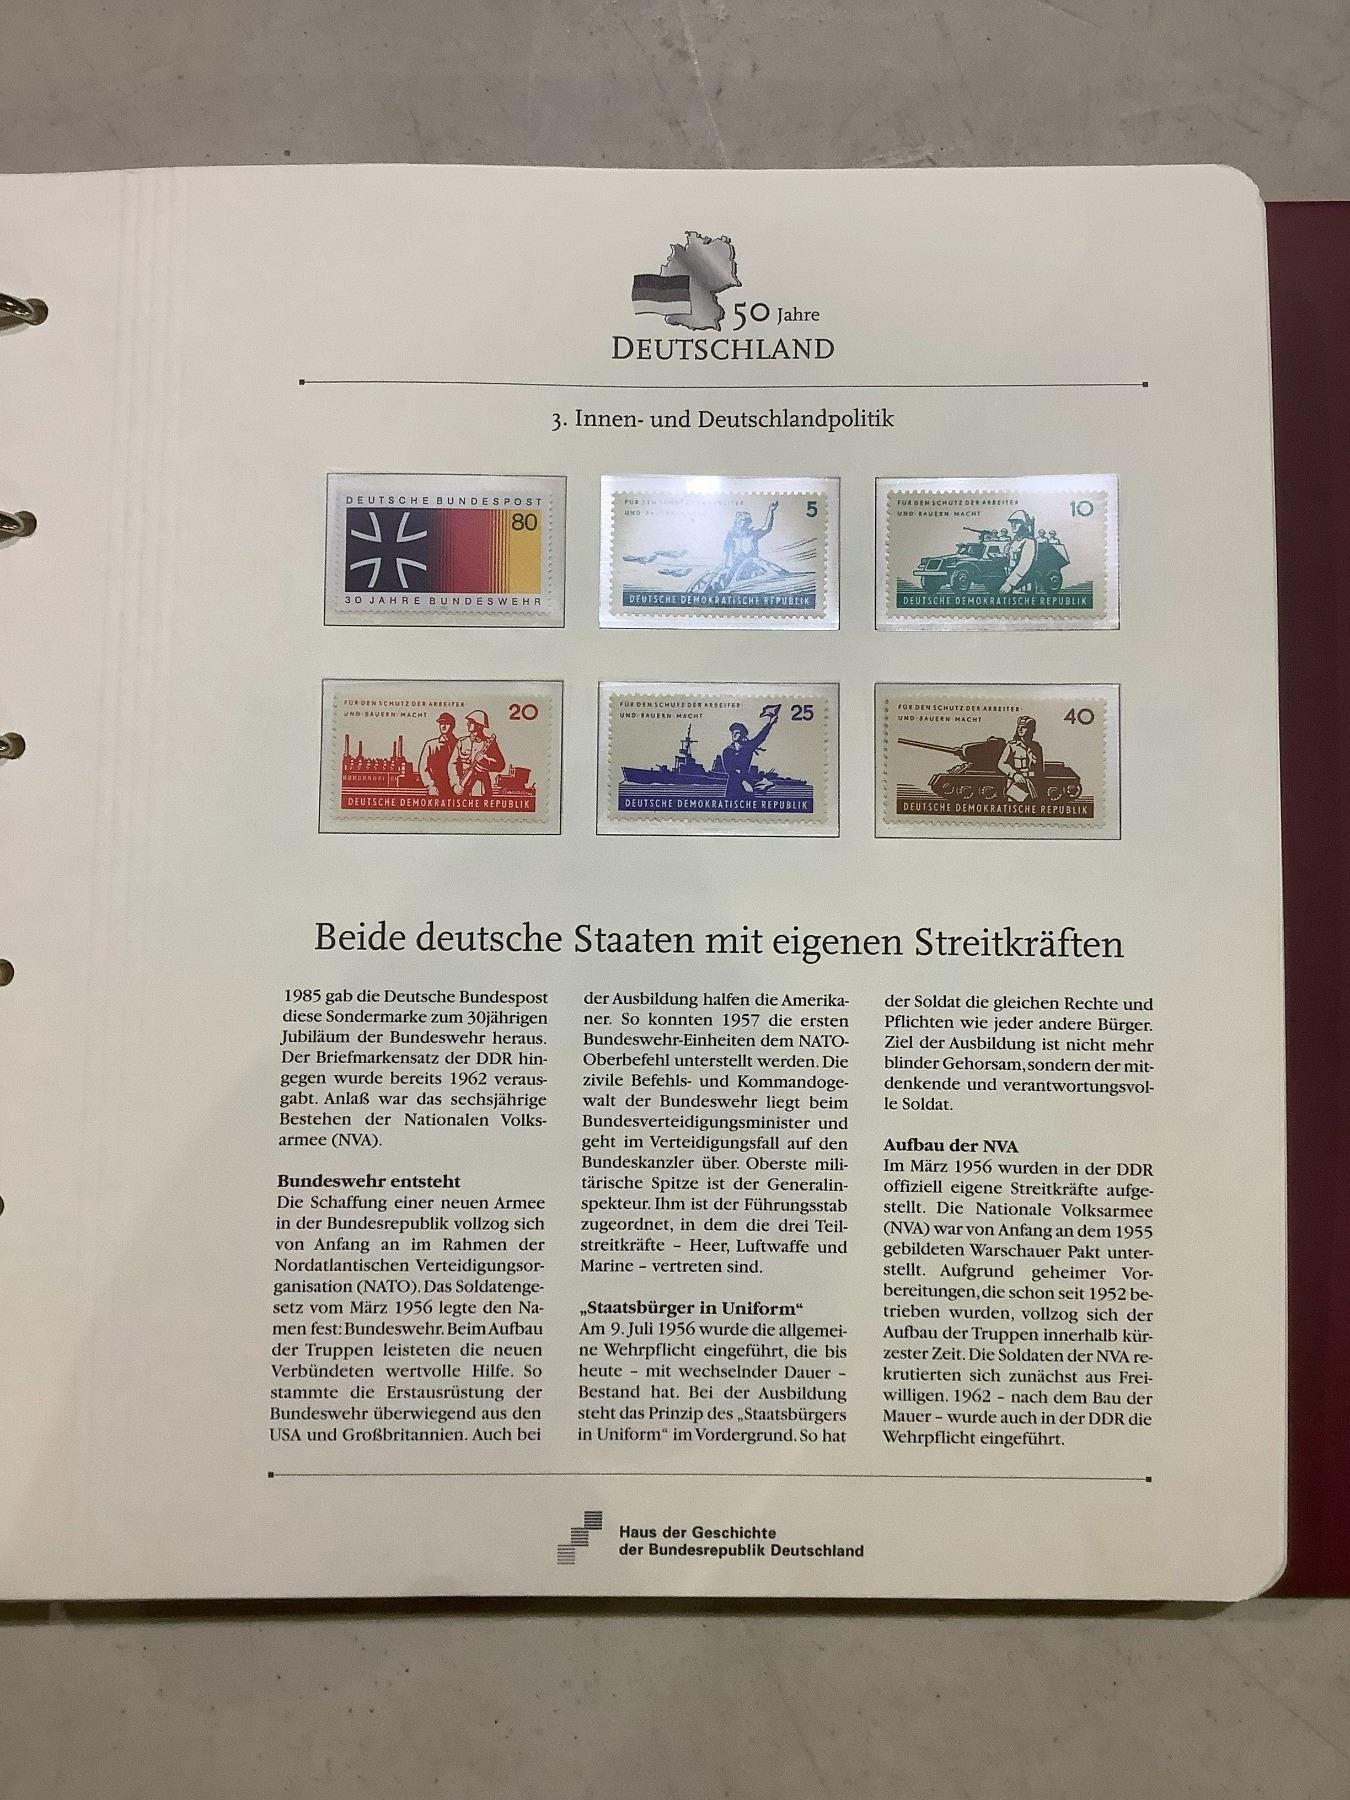 50 Jahre
DEUTSCHLAND
3. Innen- und Deutschlandpolitik
DEUTSCHE BUNDESPOST
80
30 JAHRE BUNDESWEHR
FÜR DEN SCHUTZ DER ARBEITER
UND-BAUERN-MACHT
5
DEUTSCHE DEMOKRATISCHE REPUBLIK
FÜR DEN SCHUTZ DER ARBEITER
UND-BAUERN-MACHT
10
DEUTSCHE DEMOKRATISCHE REPUBLIK
FÜR DEN SCHUTZ DER ARBEITER
UND-BAUERN-MACHT
20
DEUTSCHE DEMOKRATISCHE REPUBLIK
FÜR DEN SCHUTZ DER ARBEITER-
UND-BAUERN-MACHT
25
DEUTSCHE DEMOKRATISCHE REPUBLIK
FÜR DEN SCHUTZ DER ARBEITER-
UND-BAUERN-MACHT
40
DEUTSCHE DEMOKRATISCHE REPUBLIK
Beide deutsche Staaten mit eigenen Streitkräften
1985 gab die Deutsche Bundespost
diese Sondermarke zum 30jährigen
Jubiläum der Bundeswehr heraus.
Der Briefmarkensatz der DDR hin-
gegen wurde bereits 1962 veraus-
gabt. Anlaß war das sechsjährige
Bestehen der Nationalen Volks-
armee (NVA).
Bundeswehr entsteht
Die Schaffung einer neuen Armee
in der Bundesrepublik vollzog sich
von Anfang an im Rahmen der
Nordatlantischen Verteidigungsor-
ganisation (NATO). Das Soldatenge-
setz vom März 1956 legte den Na-
men fest: Bundeswehr. Beim Aufbau
der Truppen leisteten die neuen
Verbündeten wertvolle Hilfe. So
stammte die Erstausrüstung der
Bundeswehr überwiegend aus den
USA und Großbritannien. Auch bei
der Ausbildung halfen die Amerika-
ner. So konnten 1957 die ersten
Bundeswehr-Einheiten dem NATO-
Oberbefehl unterstellt werden. Die
zivile Befehls- und Kommandoge-
walt der Bundeswehr liegt beim
Bundesverteidigungsminister und
geht im Verteidigungsfall auf den
Bundeskanzler über. Oberste mili-
tärische Spitze ist der Generalin-
spekteur. Ihm ist der Führungsstab
zugeordnet, in dem die drei Teil-
streitkräfte – Heer, Luftwaffe und
Marine – vertreten sind.
„Staatsbürger in Uniform“
Am 9. Juli 1956 wurde die allgemei-
ne Wehrpflicht eingeführt, die bis
heute – mit wechselnder Dauer –
Bestand hat. Bei der Ausbildung
steht das Prinzip des „Staatsbürgers
in Uniform“ im Vordergrund. So hat
der Soldat die gleichen Rechte und
Pflichten wie jeder andere Bürger.
Ziel der Ausbildung ist nicht mehr
blinder Gehorsam, sondern der mit-
denkende und verantwortungsvol-
le Soldat.
Aufbau der NVA
Im März 1956 wurden in der DDR
offiziell eigene Streitkräfte aufge-
stellt. Die Nationale Volksarmee
(NVA) war von Anfang an dem 1955
gebildeten Warschauer Pakt unter-
stellt. Aufgrund geheimer Vor-
bereitungen, die schon seit 1952 be-
trieben wurden, vollzog sich der
Aufbau der Truppen innerhalb kür-
zester Zeit. Die Soldaten der NVA re-
krutierten sich zunächst aus Frei-
willigen. 1962 – nach dem Bau der
Mauer – wurde auch in der DDR die
Wehrpflicht eingeführt.
Haus der Geschichte
der Bundesrepublik Deutschland